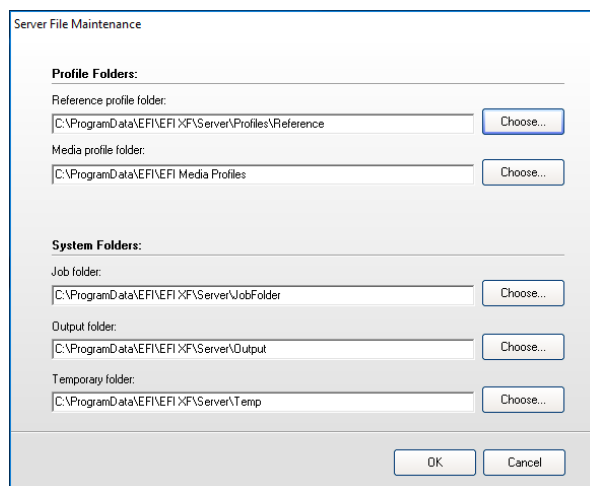 Server File Maintenance
Profile Folders:
Reference profile folder:
C:\ProgramData\EFI\EFI XF\Server\Profiles\Reference
Choose...
Media profile folder:
C:\ProgramData\EFI\EFI Media Profiles
Choose...
System Folders:
Job folder:
C:\ProgramData\EFI\EFI XF\Server\JobFolder
Choose...
Output folder:
C:\ProgramData\EFI\EFI XF\Server\Output
Choose...
Temporary folder:
C:\ProgramData\EFI\EFI XF\Server\Temp
Choose...
OK
Cancel